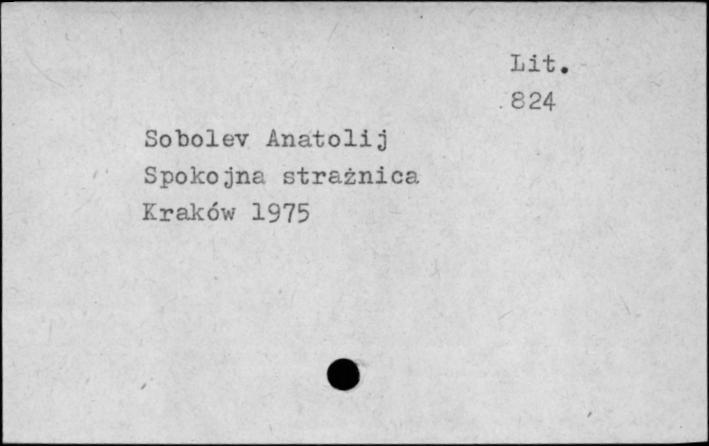 Lit.
824
Sobolev Anatolij
Spokojna strażnica
Kraków 1975